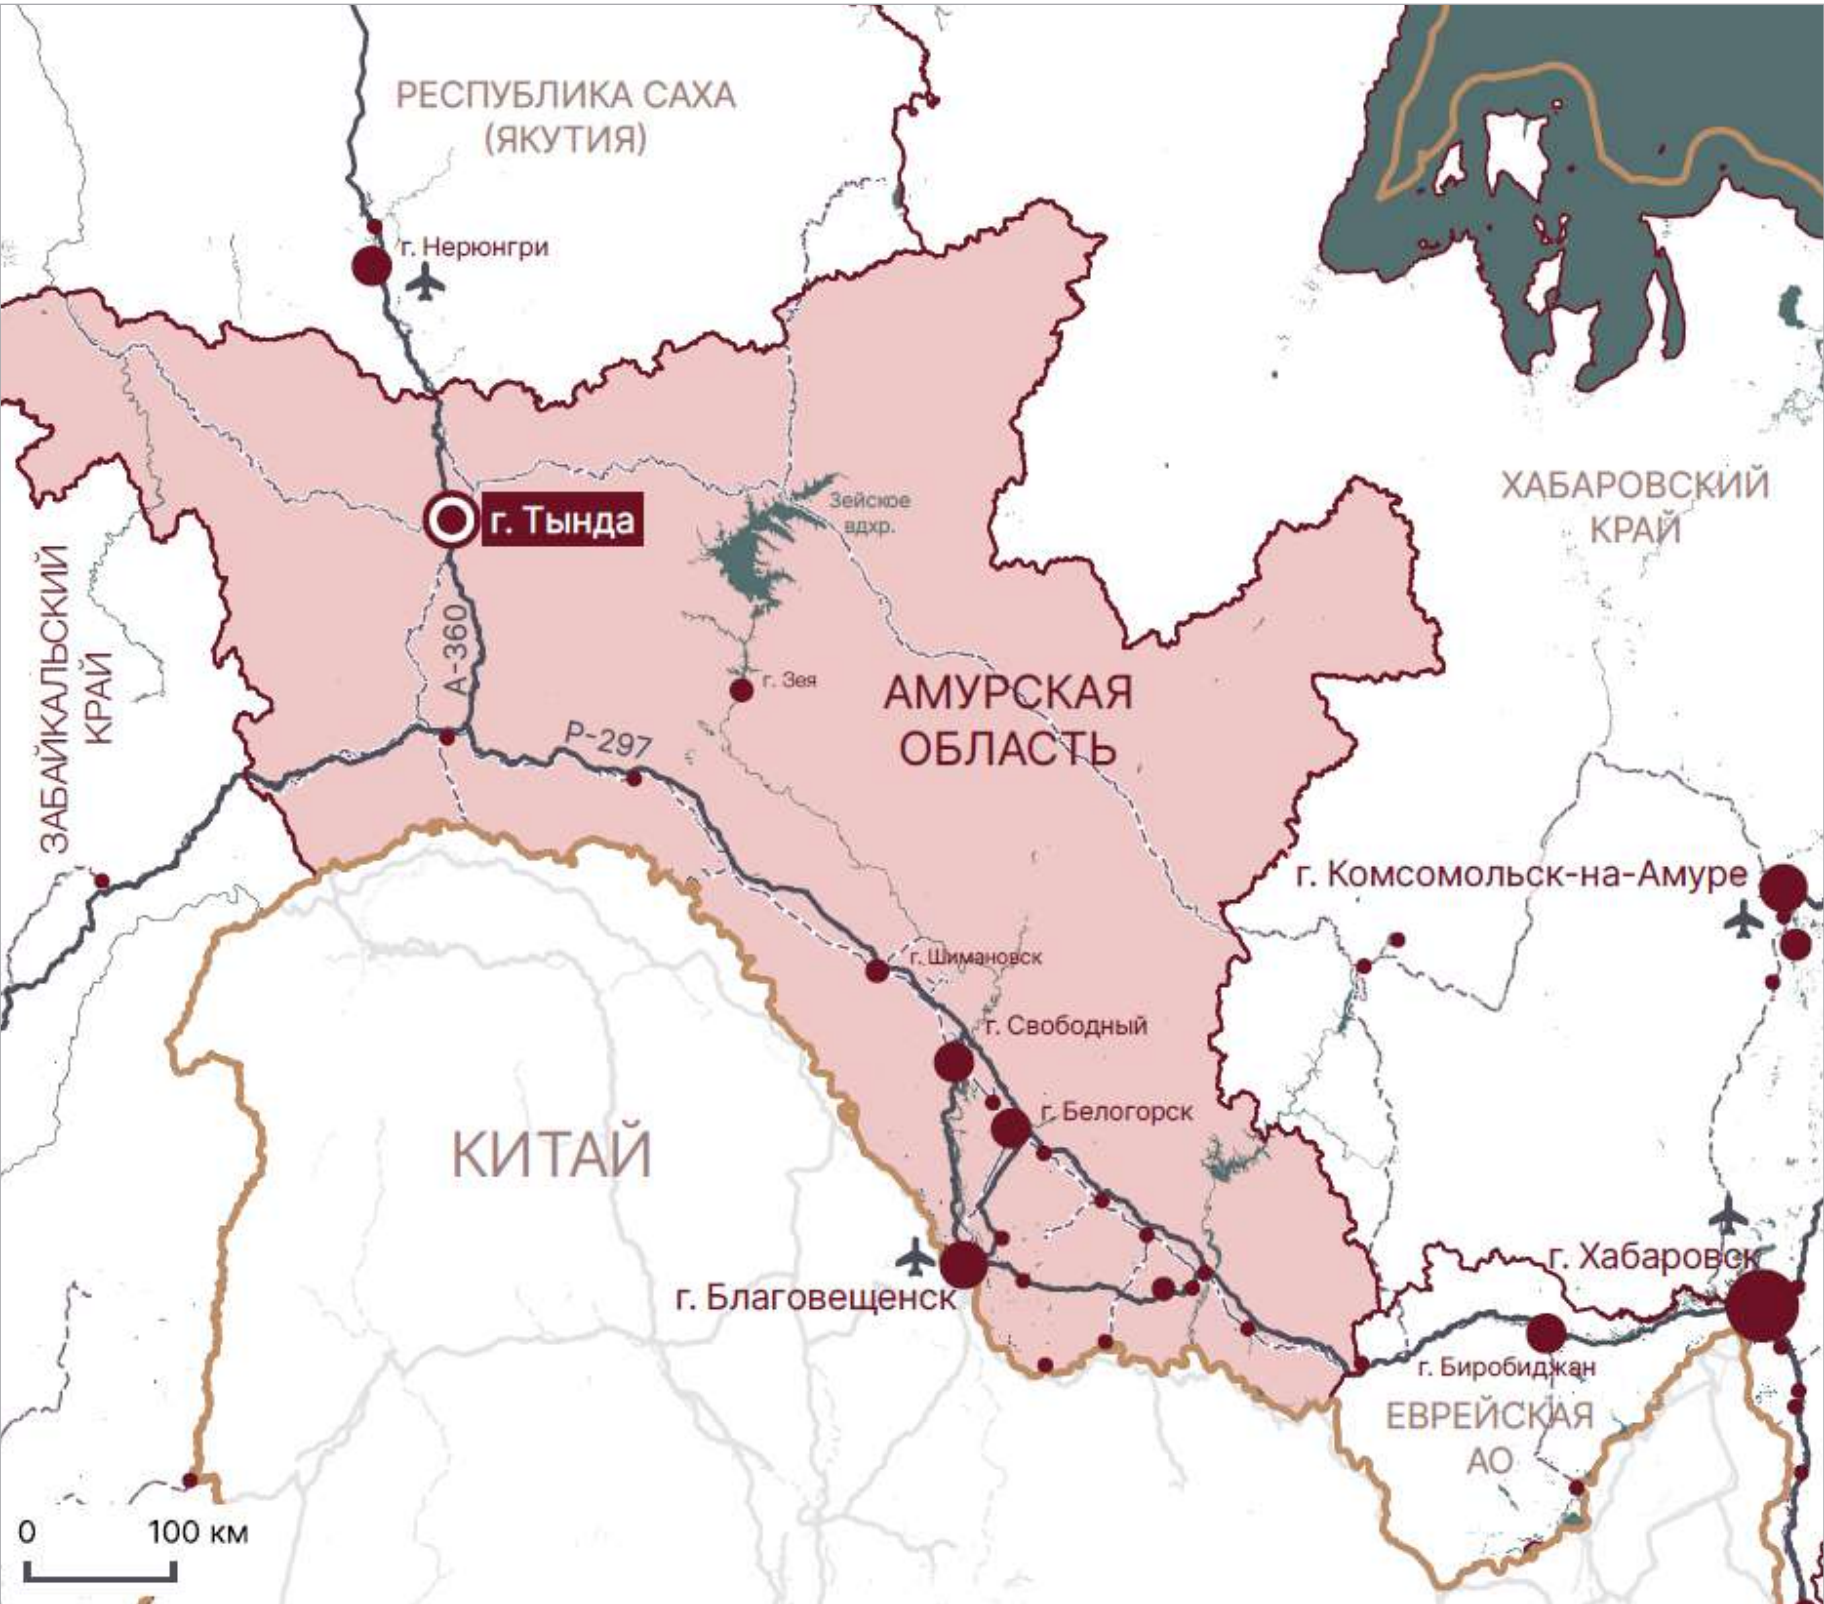 РЕСПУБЛИКА САХА
(ЯКУТИЯ)
г. Нерюнгри
Зейское
вдхр.
ХАБАРОВСКИЙ
КРАЙ
г. Тында
ЗАБАЙКАЛЬСКИЙ
КРАЙ
А-360
г. Зея
АМУРСКАЯ
ОБЛАСТЬ
Р-297
г. Комсомольск-на-Амуре
г. Шимановск
г. Свободный
г. Белогорск
КИТАЙ
г. Хабаровск
г. Благовещенск
г. Биробиджан
ЕВРЕЙСКАЯ
АО
0 100 км